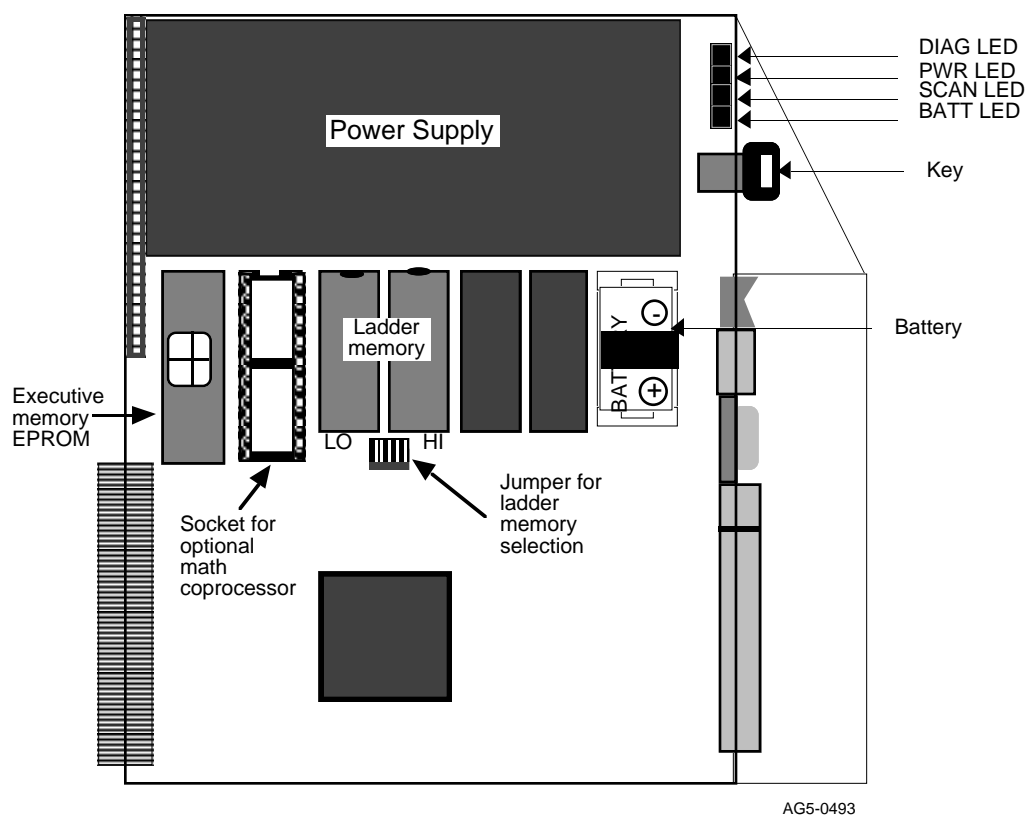 DIAG LED
PWR LED
SCAN LED
BATT LED
Power Supply
Key
Ladder
memory
BATTERY
-
Battery
+
Executive
memory
EPROM
LO
HI
Jumper for
ladder
memory
selection
Socket for
optional
math
coprocessor
AG5-0493